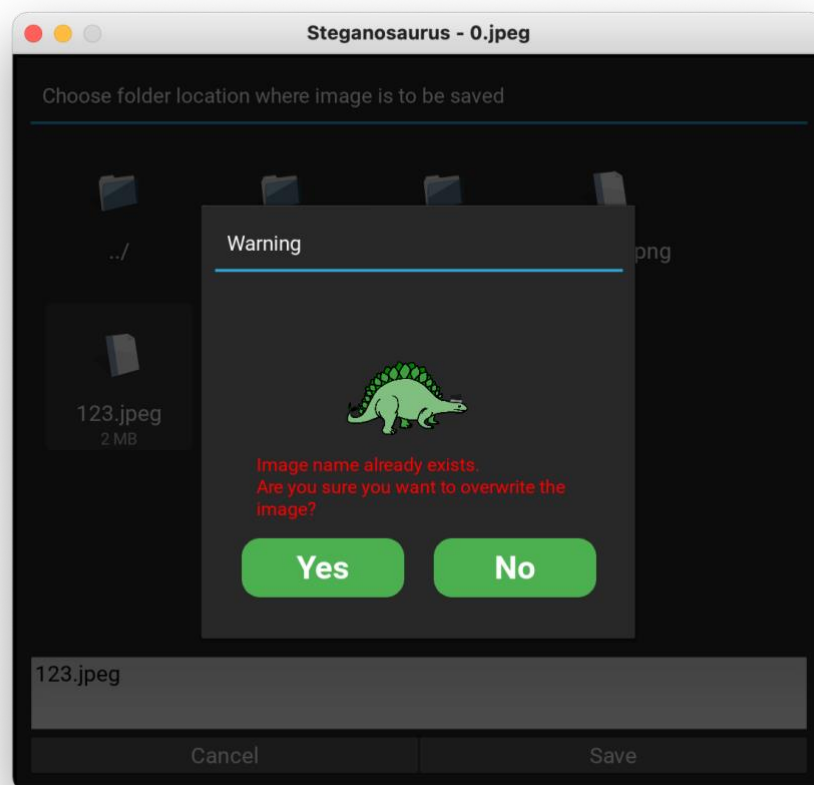 Steganosaurus - 0.jpeg
Choose folder location where image is to be saved
../
png
Warning
123.jpeg
2 MB
Image name already exists.
Are you sure you want to overwrite the
image?
Yes No
123.jpeg
Cancel Save